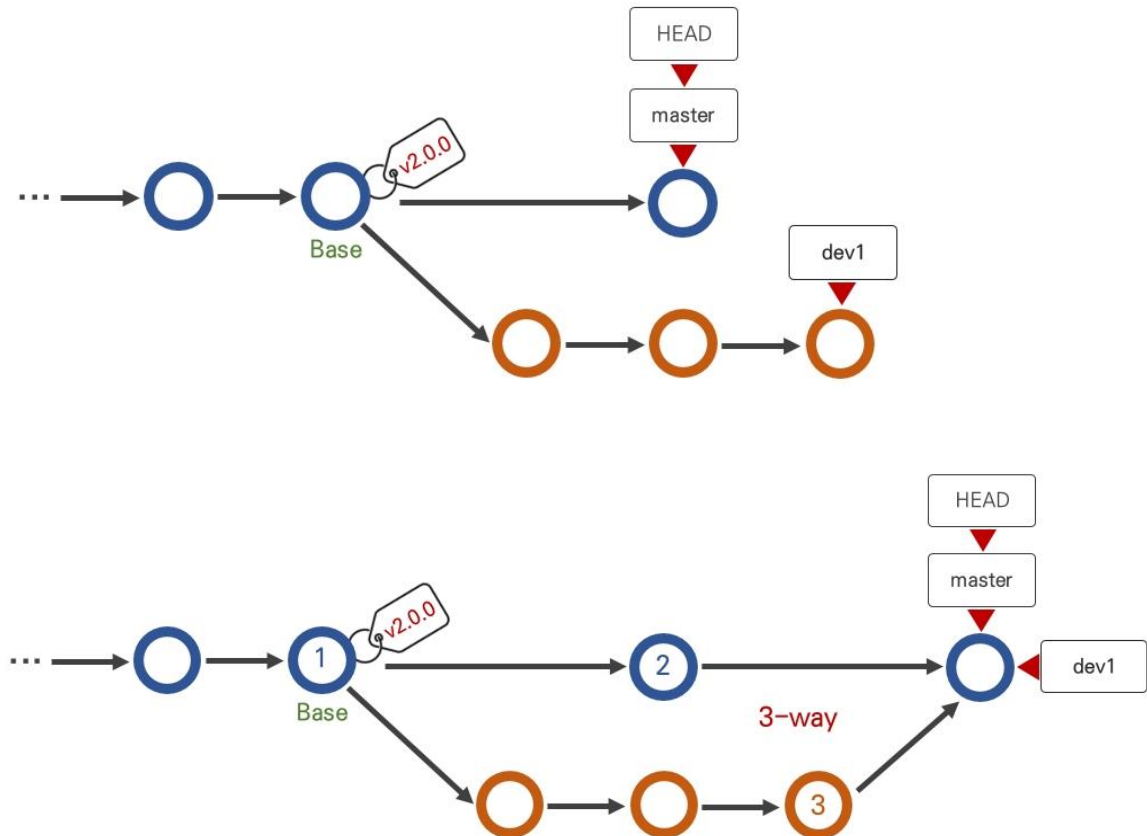 HEAD
master
v2.0.0
...
Base
dev1
HEAD
master
v2.0.0
...
1
2
dev1
Base
3-way
3